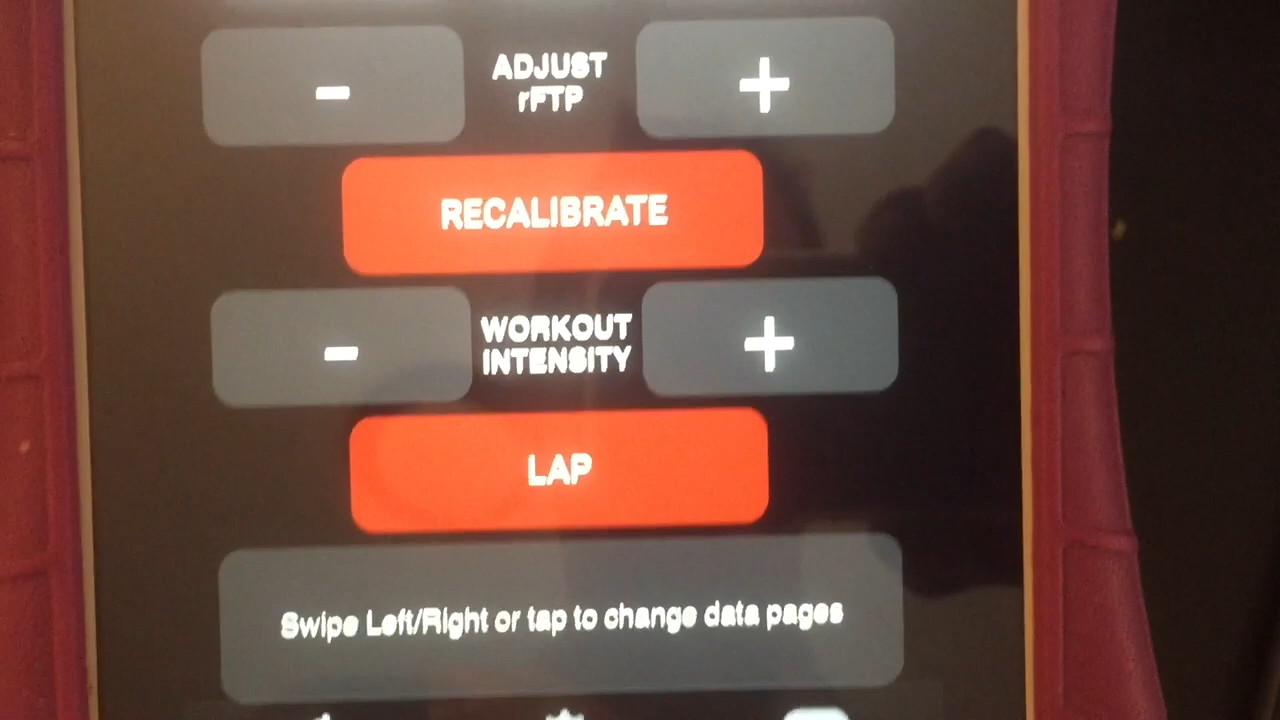 - ADJUST +
rFTP
RECALIBRATE
- WORKOUT +
INTENSITY
LAP
Swipe Left/Right or tap to change data pages